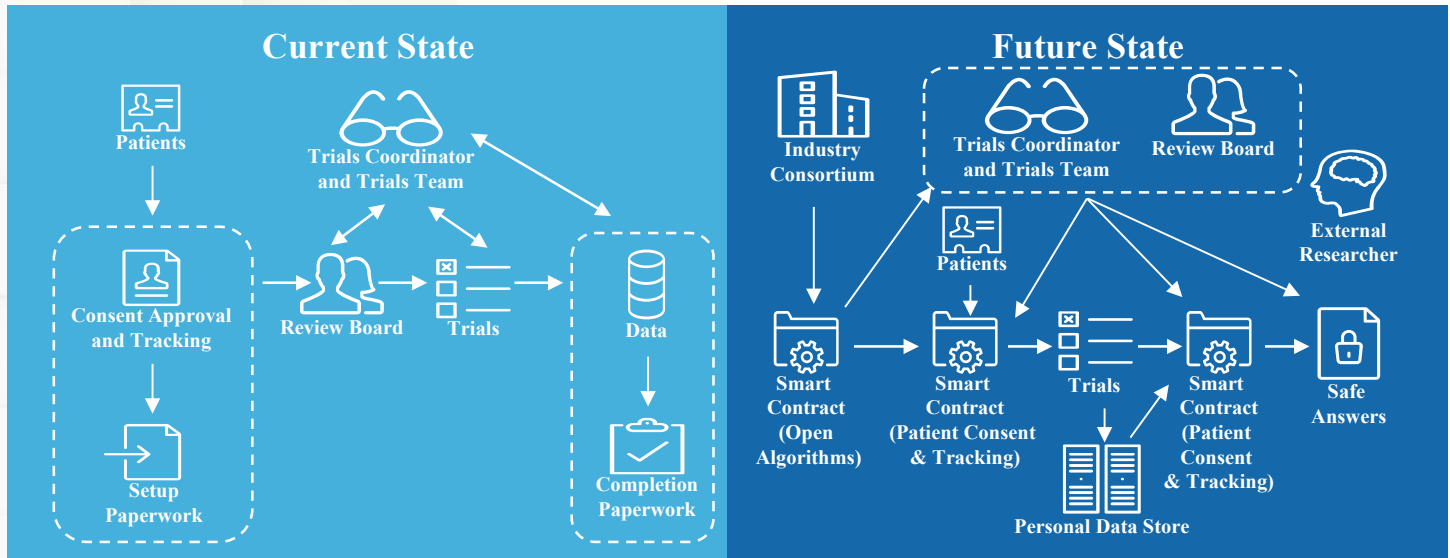 Current State
Patients
Trials Coordinator
and Trials Team
Consent Approval
and Tracking
Review Board
Trials
Data
Setup
Paperwork
Completion
Paperwork
Future State
Industry
Consortium
Trials Coordinator
and Trials Team
Review Board
External
Researcher
Patients
Smart
Contract
(Open
Algorithms)
Smart
Contract
(Patient Consent
& Tracking)
Trials
Smart
Contract
(Patient
Consent
& Tracking)
Safe
Answers
Personal Data Store